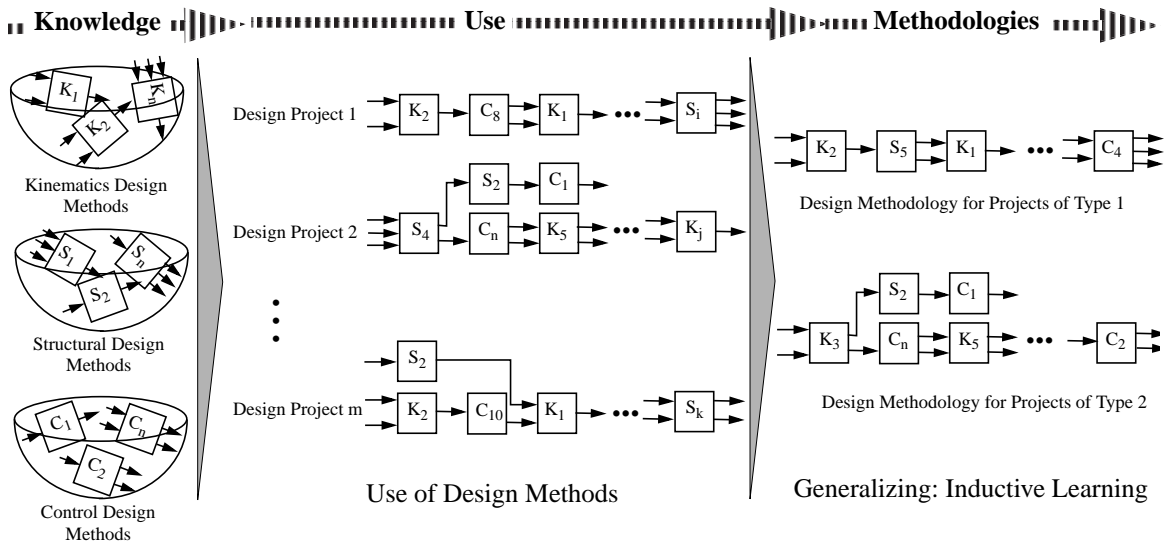 Knowledge Use Methodologies
K1 K2 Kn
Kinematics Design
Methods
S1 S2 Sn
Structural Design
Methods
C1 C2 Cn
Control Design
Methods
Design Project 1 K2 C8 K1 ••• Si
S2 C1
Design Project 2 S4 Cn K5 ••• Kj
S2
Design Project m K2 C10 K1 ••• Sk
Use of Design Methods
K2 S5 K1 ••• C4
Design Methodology for Projects of Type 1
S2 C1
K3 Cn K5 ••• C2
Design Methodology for Projects of Type 2
Generalizing: Inductive Learning